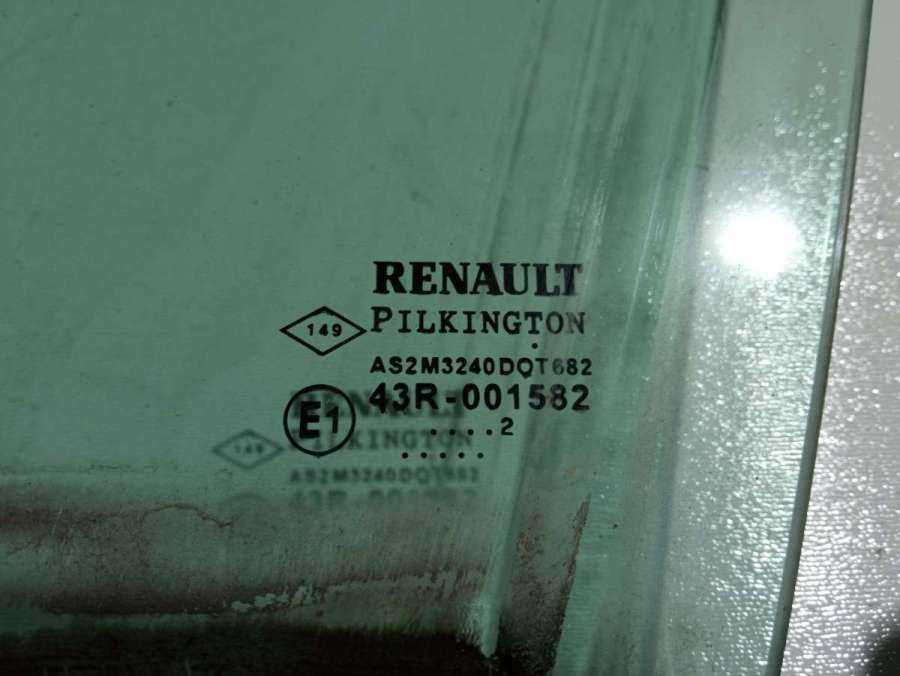 RENAULT
149
PILKINGTON
AS2M3240DQT682
E1
43R-001582
. . . . 2
. . . . .